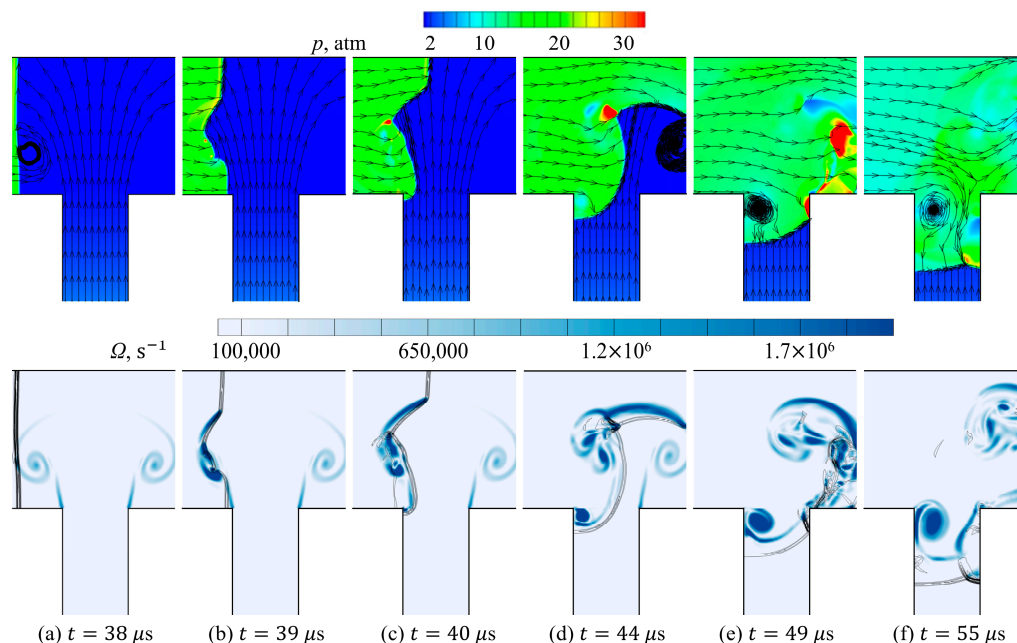 p, atm
2 10 20 30
Ω, s⁻¹
100,000 650,000 1.2×10⁶ 1.7×10⁶
(a) t = 38 μs (b) t = 39 μs (c) t = 40 μs (d) t = 44 μs (e) t = 49 μs (f) t = 55 μs